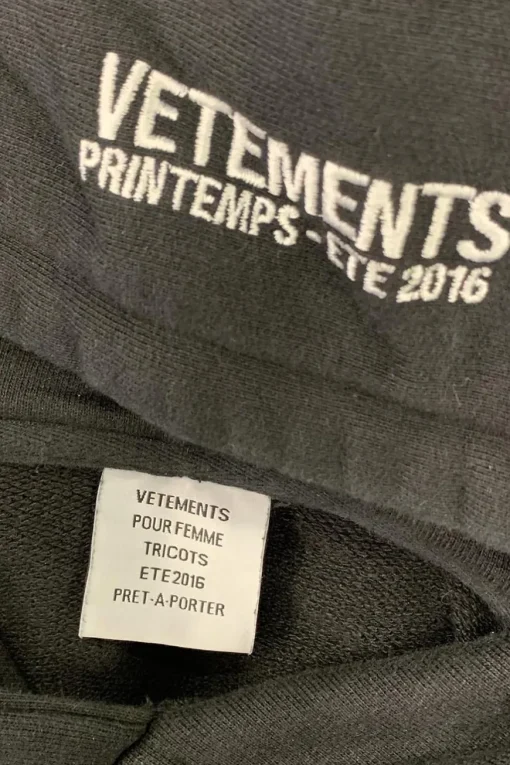 VETEMENTS
PRINTEMPS - ETE 2016
VETEMENTS
POUR FEMME
TRICOTS
ETE 2016
PRET-A-PORTER